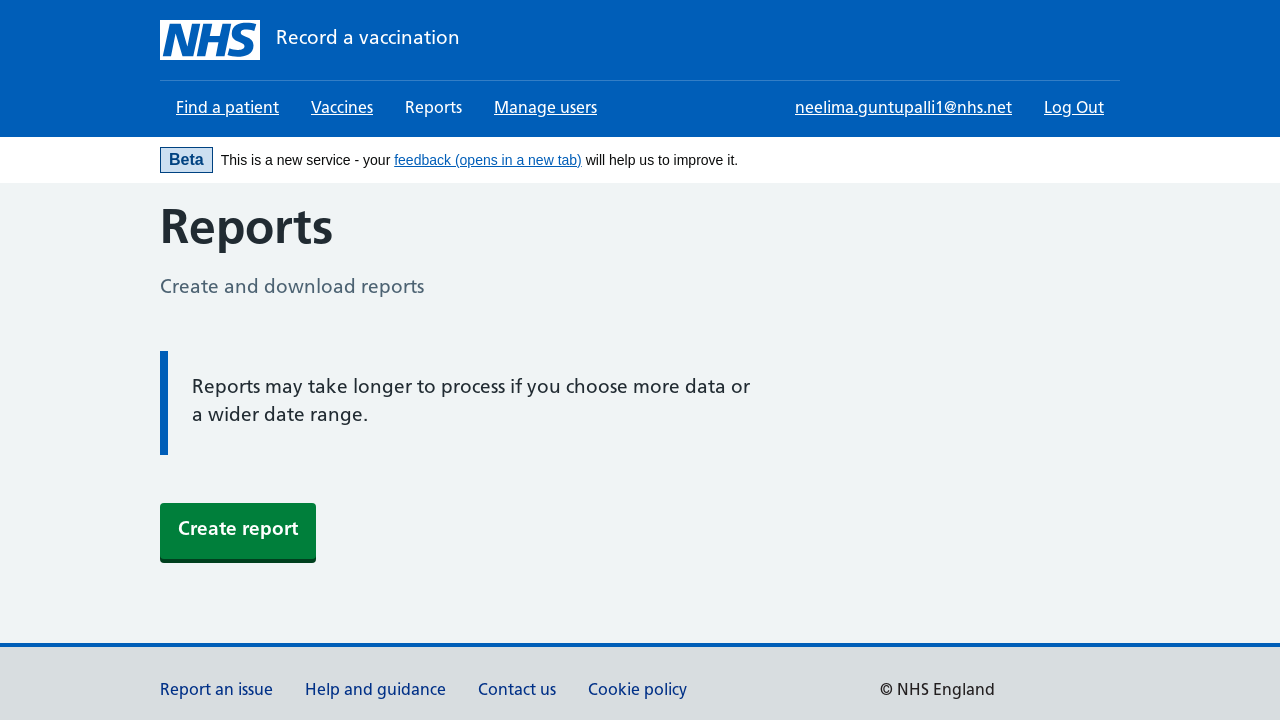 NHS Record a vaccination
Find a patient Vaccines Reports Manage users neelima.guntupalli1@nhs.net Log Out
Beta This is a new service - your feedback (opens in a new tab) will help us to improve it.
Reports
Create and download reports
Reports may take longer to process if you choose more data or
a wider date range.
Create report
Report an issue Help and guidance Contact us Cookie policy © NHS England